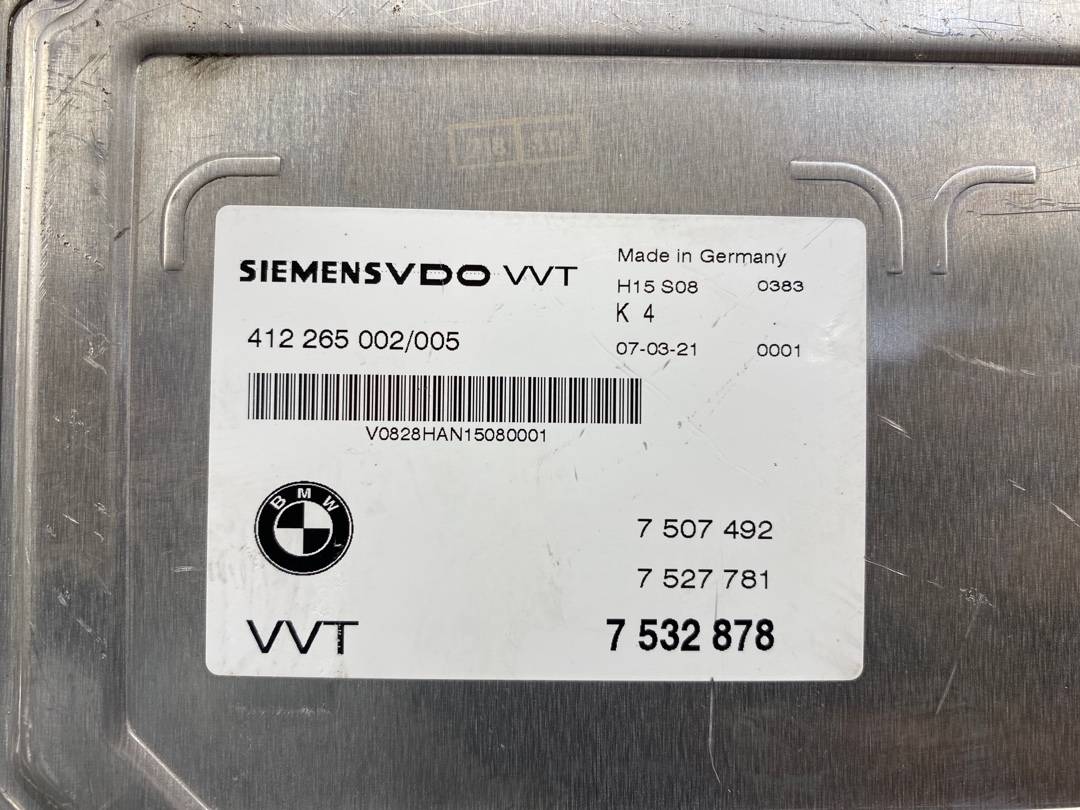 SIEMENSVDO VVT
Made in Germany
H15 S08 0383
K 4
412 265 002/005
07-03-21 0001
V0828HAN15080001
BMW
7 507 492
7 527 781
VVT 7 532 878